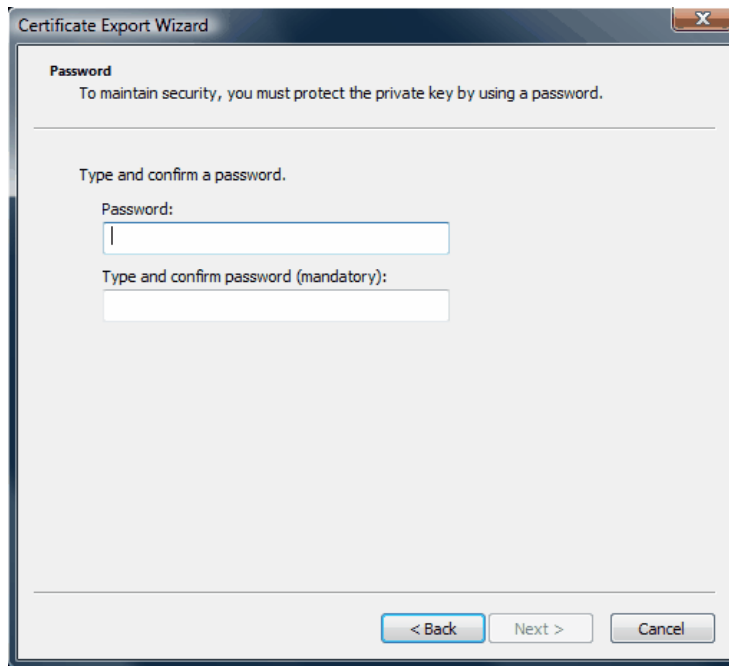 Certificate Export Wizard
Password
To maintain security, you must protect the private key by using a password.
Type and confirm a password.
Password:
Type and confirm password (mandatory):
< Back Next > Cancel